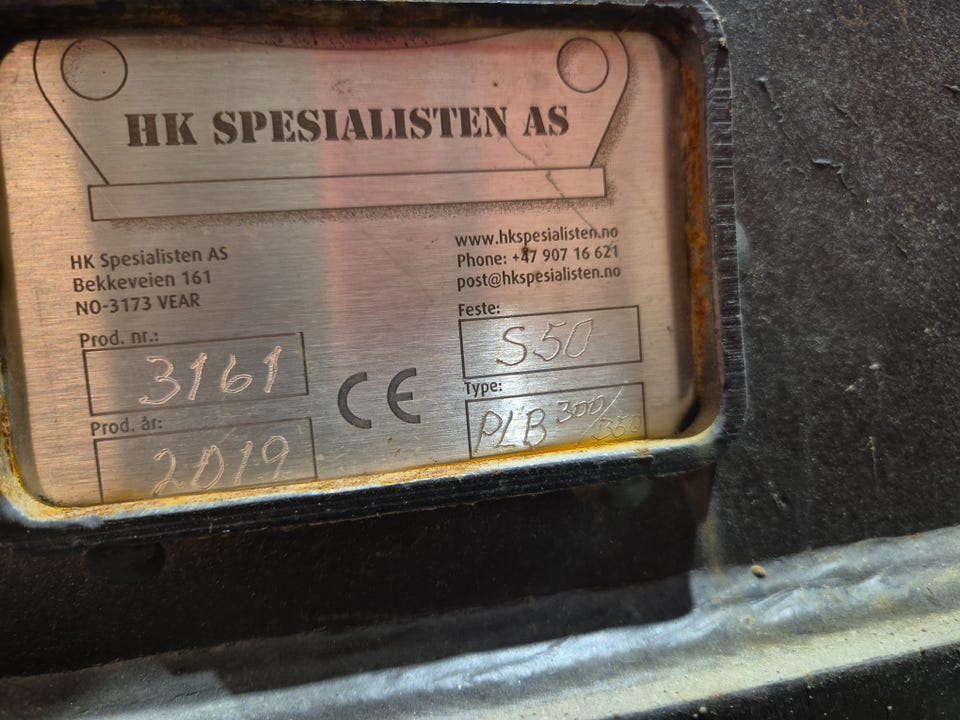 HK SPESIALISTEN AS
HK Spesialisten AS
Bekkeveien 161
NO-3173 VEAR
www.hkspesialisten.no
Phone: +47 907 16 621
post@hkspesialisten.no
Prod. nr.:
3161
Feste:
S50
Prod. år:
2019
CE
Type:
PLB 300/350